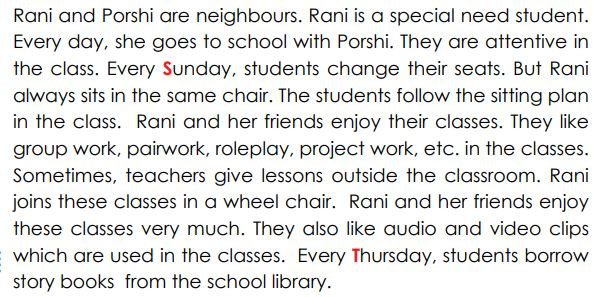 Rani and Porshi are neighbours. Rani is a special need student.
Every day, she goes to school with Porshi. They are attentive in
the class. Every Sunday, students change their seats. But Rani
always sits in the same chair. The students follow the sitting plan
in the class.  Rani and her friends enjoy their classes. They like
group work, pairwork, roleplay, project work, etc. in the classes.
Sometimes, teachers give lessons outside the classroom. Rani
joins these classes in a wheel chair.  Rani and her friends enjoy
these classes very much. They also like audio and video clips
which are used in the classes.  Every Thursday, students borrow
story books  from the school library.